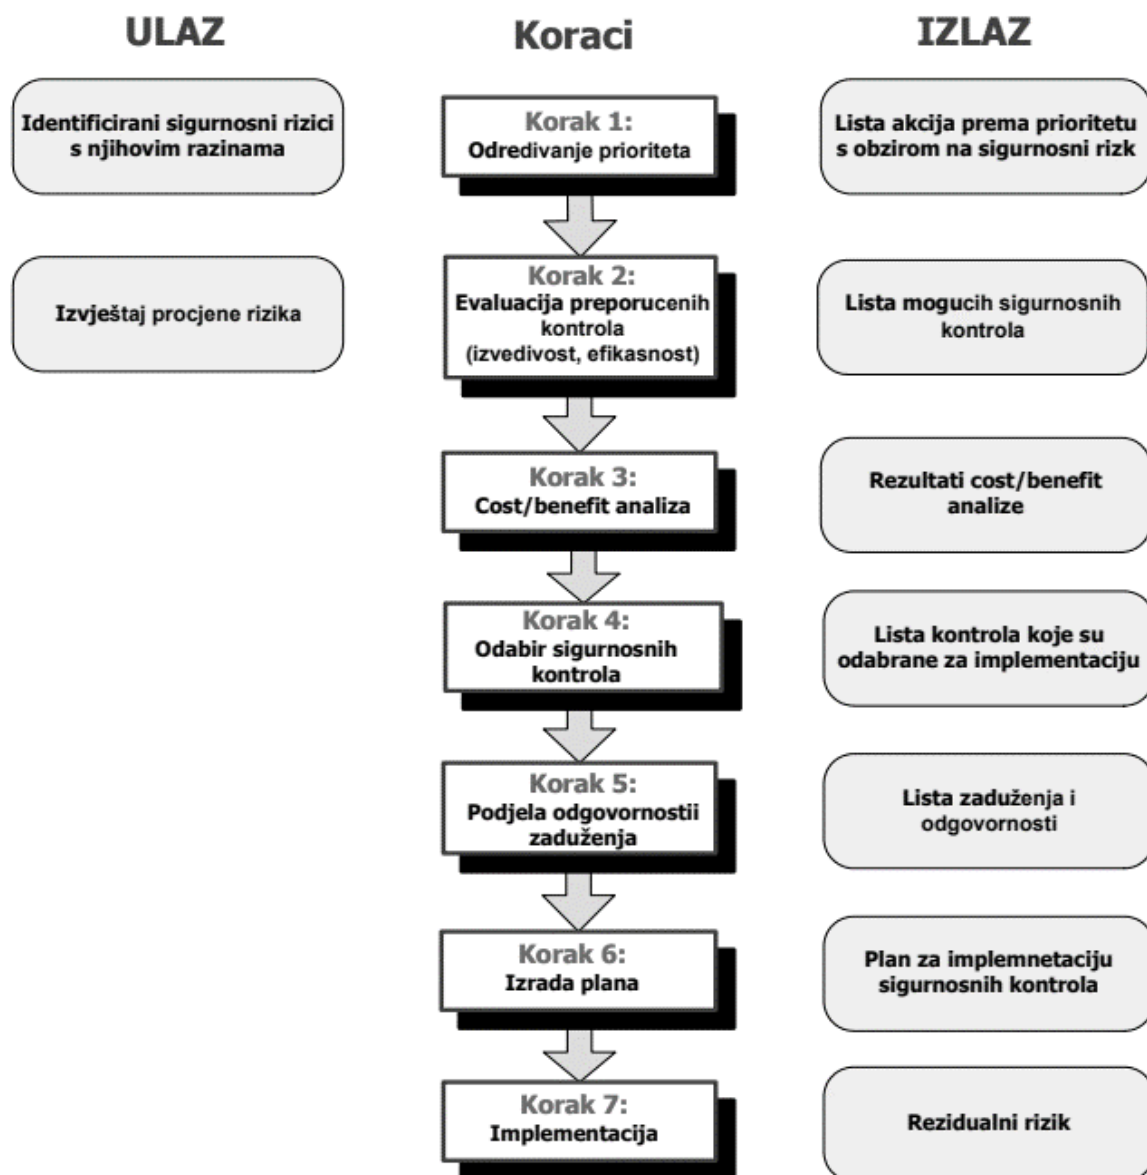 ULAZ
Koraci
IZLAZ
Identificirani sigurnosni rizici
s njihovim razinama
Korak 1:
Odredivanje prioriteta
Lista akcija prema prioritetu
s obzirom na sigurnosni rizk
Izvještaj procjene rizika
Korak 2:
Evaluacija preporucenih
kontrola
(izvedivost, efikasnost)
Lista mogucih sigurnosnih
kontrola
Korak 3:
Cost/benefit analiza
Rezultati cost/benefit
analize
Korak 4:
Odabir sigurnosnih
kontrola
Lista kontrola koje su
odabrane za implementaciju
Korak 5:
Podjela odgovornostii
zaduženja
Lista zaduženja i
odgovornosti
Korak 6:
Izrada plana
Plan za implemnetaciju
sigurnosnih kontrola
Korak 7:
Implementacija
Rezidualni rizik